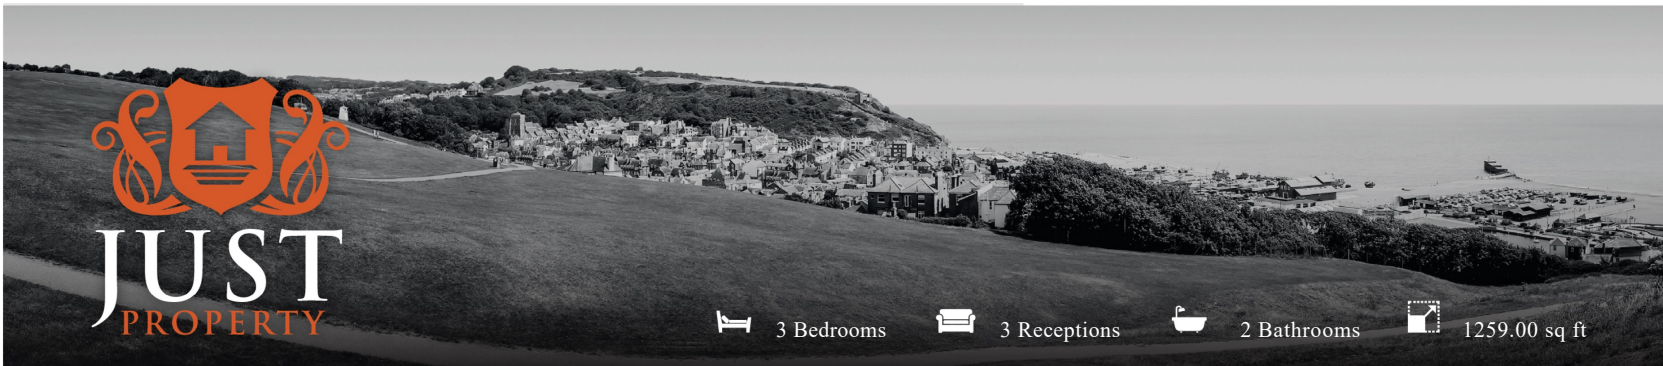 JUST
PROPERTY
3 Bedrooms 3 Receptions 2 Bathrooms 1259.00 sq ft